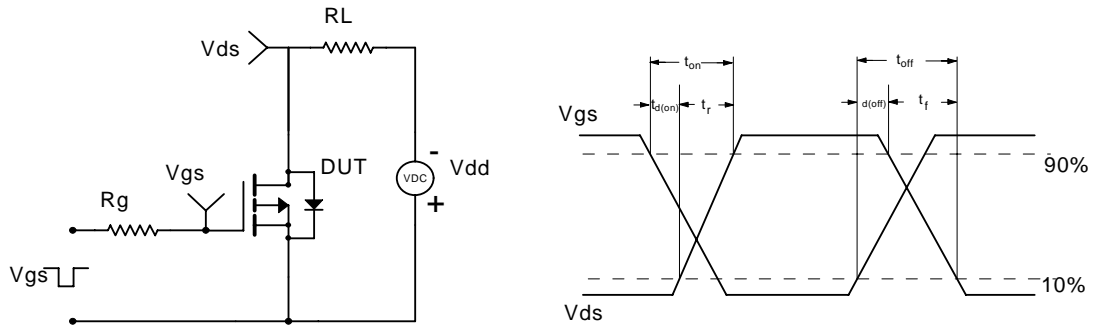 RL
Vds
Vgs
DUT
VDC
-
+
Vdd
Rg
Vgs
ton
toff
td(on)
tr
d(off)
tf
Vgs
90%
10%
Vds